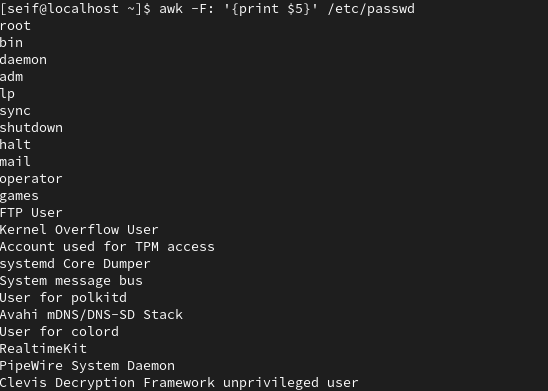 [seif@localhost ~]$ awk -F: '{print $5}' /etc/passwd
root
bin
daemon
adm
lp
sync
shutdown
halt
mail
operator
games
FTP User
Kernel Overflow User
Account used for TPM access
systemd Core Dumper
System message bus
User for polkitd
Avahi mDNS/DNS-SD Stack
User for colord
RealtimeKit
PipeWire System Daemon
Clevis Decryption Framework unprivileged user